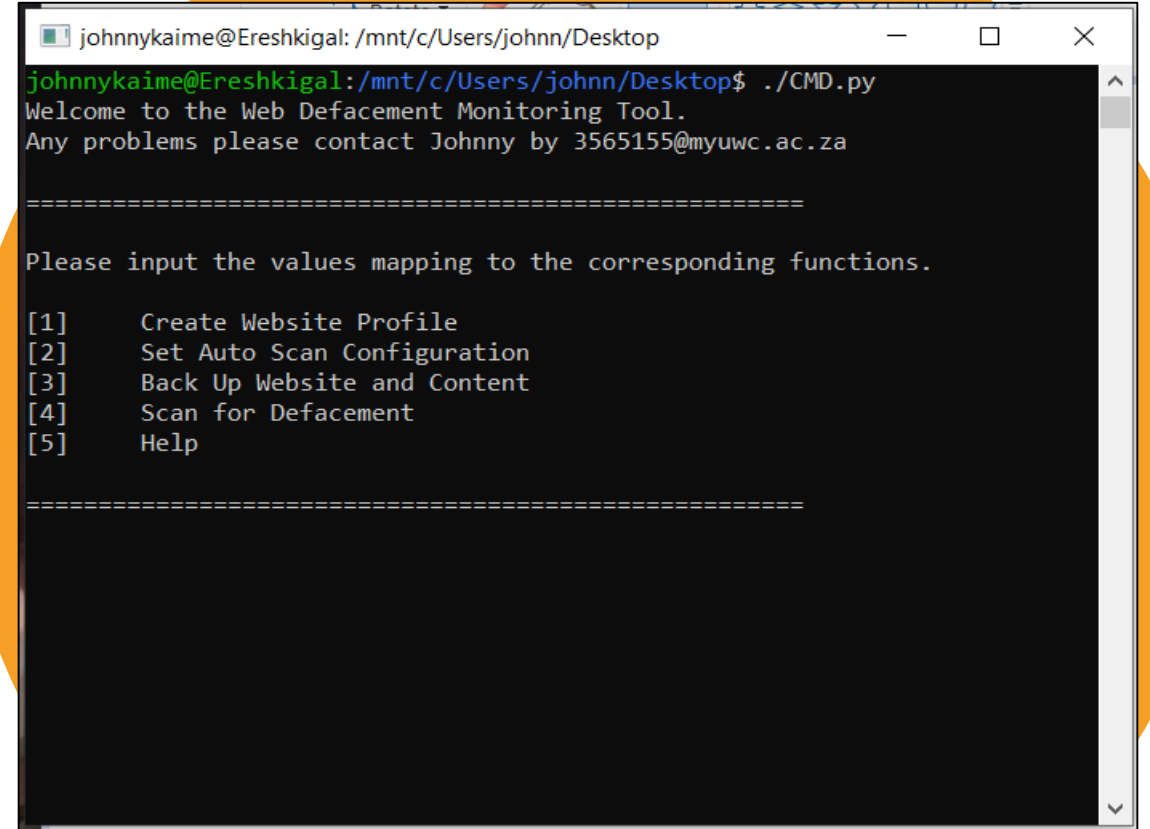 johnnykaime@Ereshkigal: /mnt/c/Users/johnn/Desktop
johnnykaime@Ereshkigal:/mnt/c/Users/johnn/Desktop$ ./CMD.py
Welcome to the Web Defacement Monitoring Tool.
Any problems please contact Johnny by 3565155@myuwc.ac.za
======================================================
Please input the values mapping to the corresponding functions.
[1] Create Website Profile
[2] Set Auto Scan Configuration
[3] Back Up Website and Content
[4] Scan for Defacement
[5] Help
======================================================